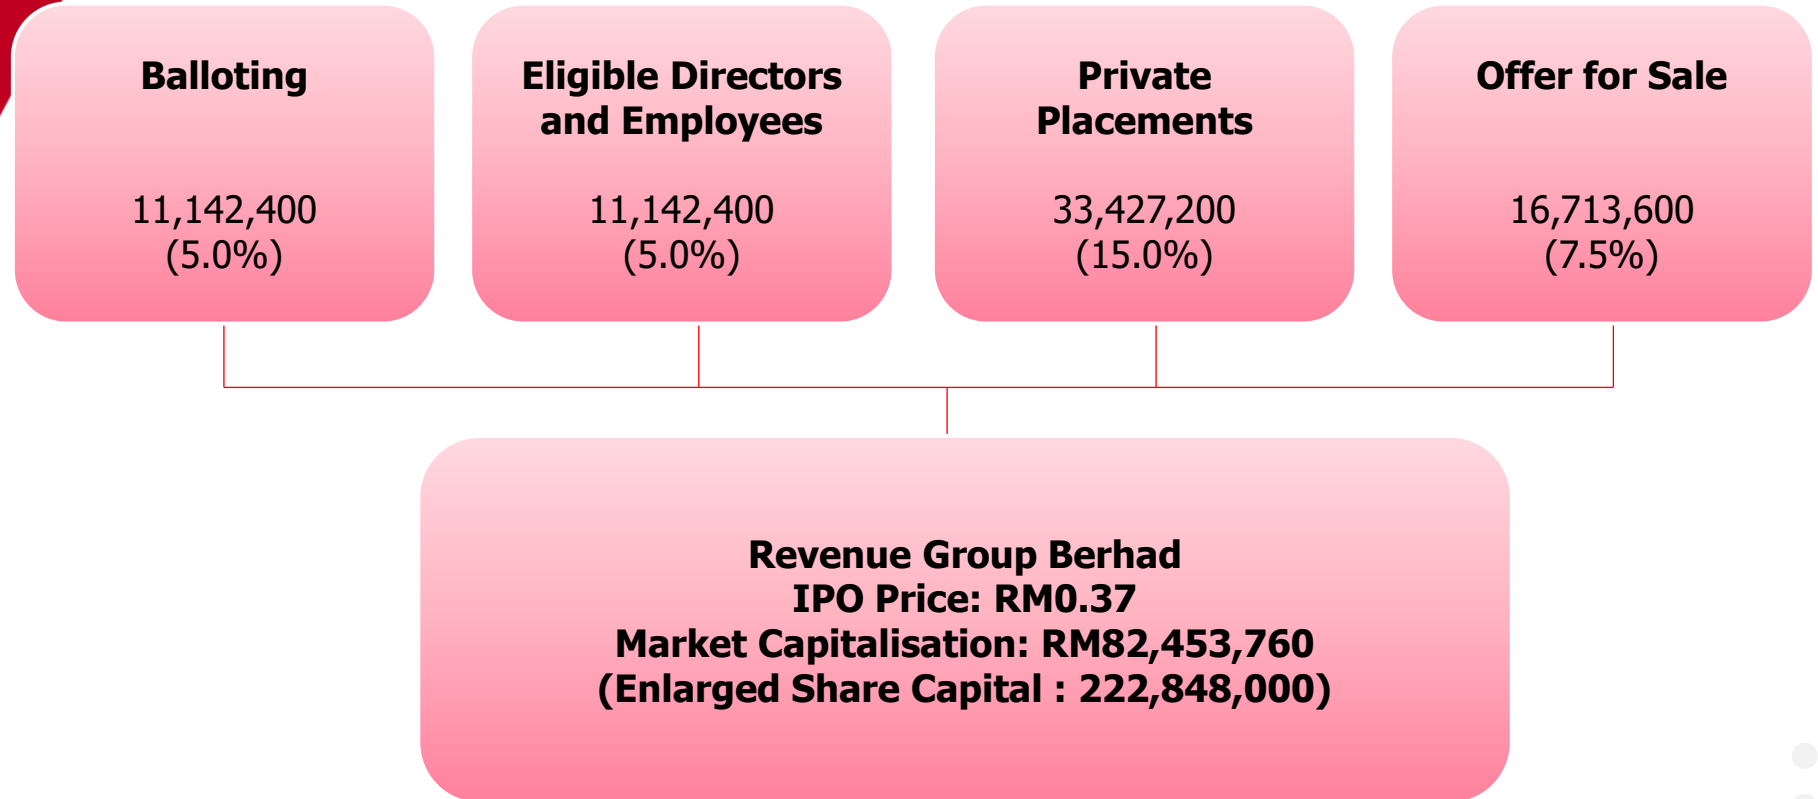 Balloting
11,142,400
(5.0%)
Eligible Directors
and Employees
11,142,400
(5.0%)
Private
Placements
33,427,200
(15.0%)
Offer for Sale
16,713,600
(7.5%)
Revenue Group Berhad
IPO Price: RM0.37
Market Capitalisation: RM82,453,760
(Enlarged Share Capital : 222,848,000)